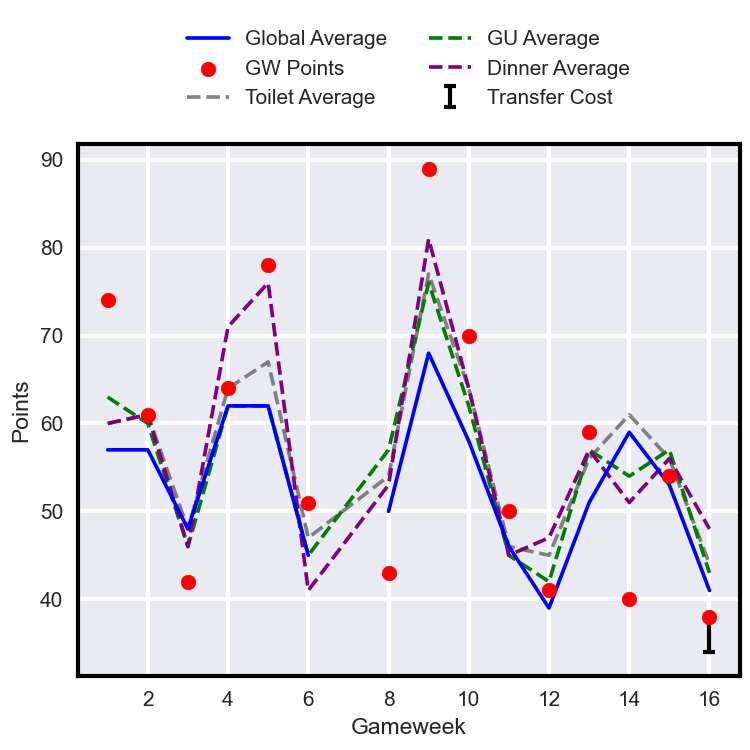 Global Average
GW Points
Toilet Average
GU Average
Dinner Average
Transfer Cost
90
80
70
60
50
40
Points
2 4 6 8 10 12 14 16
Gameweek